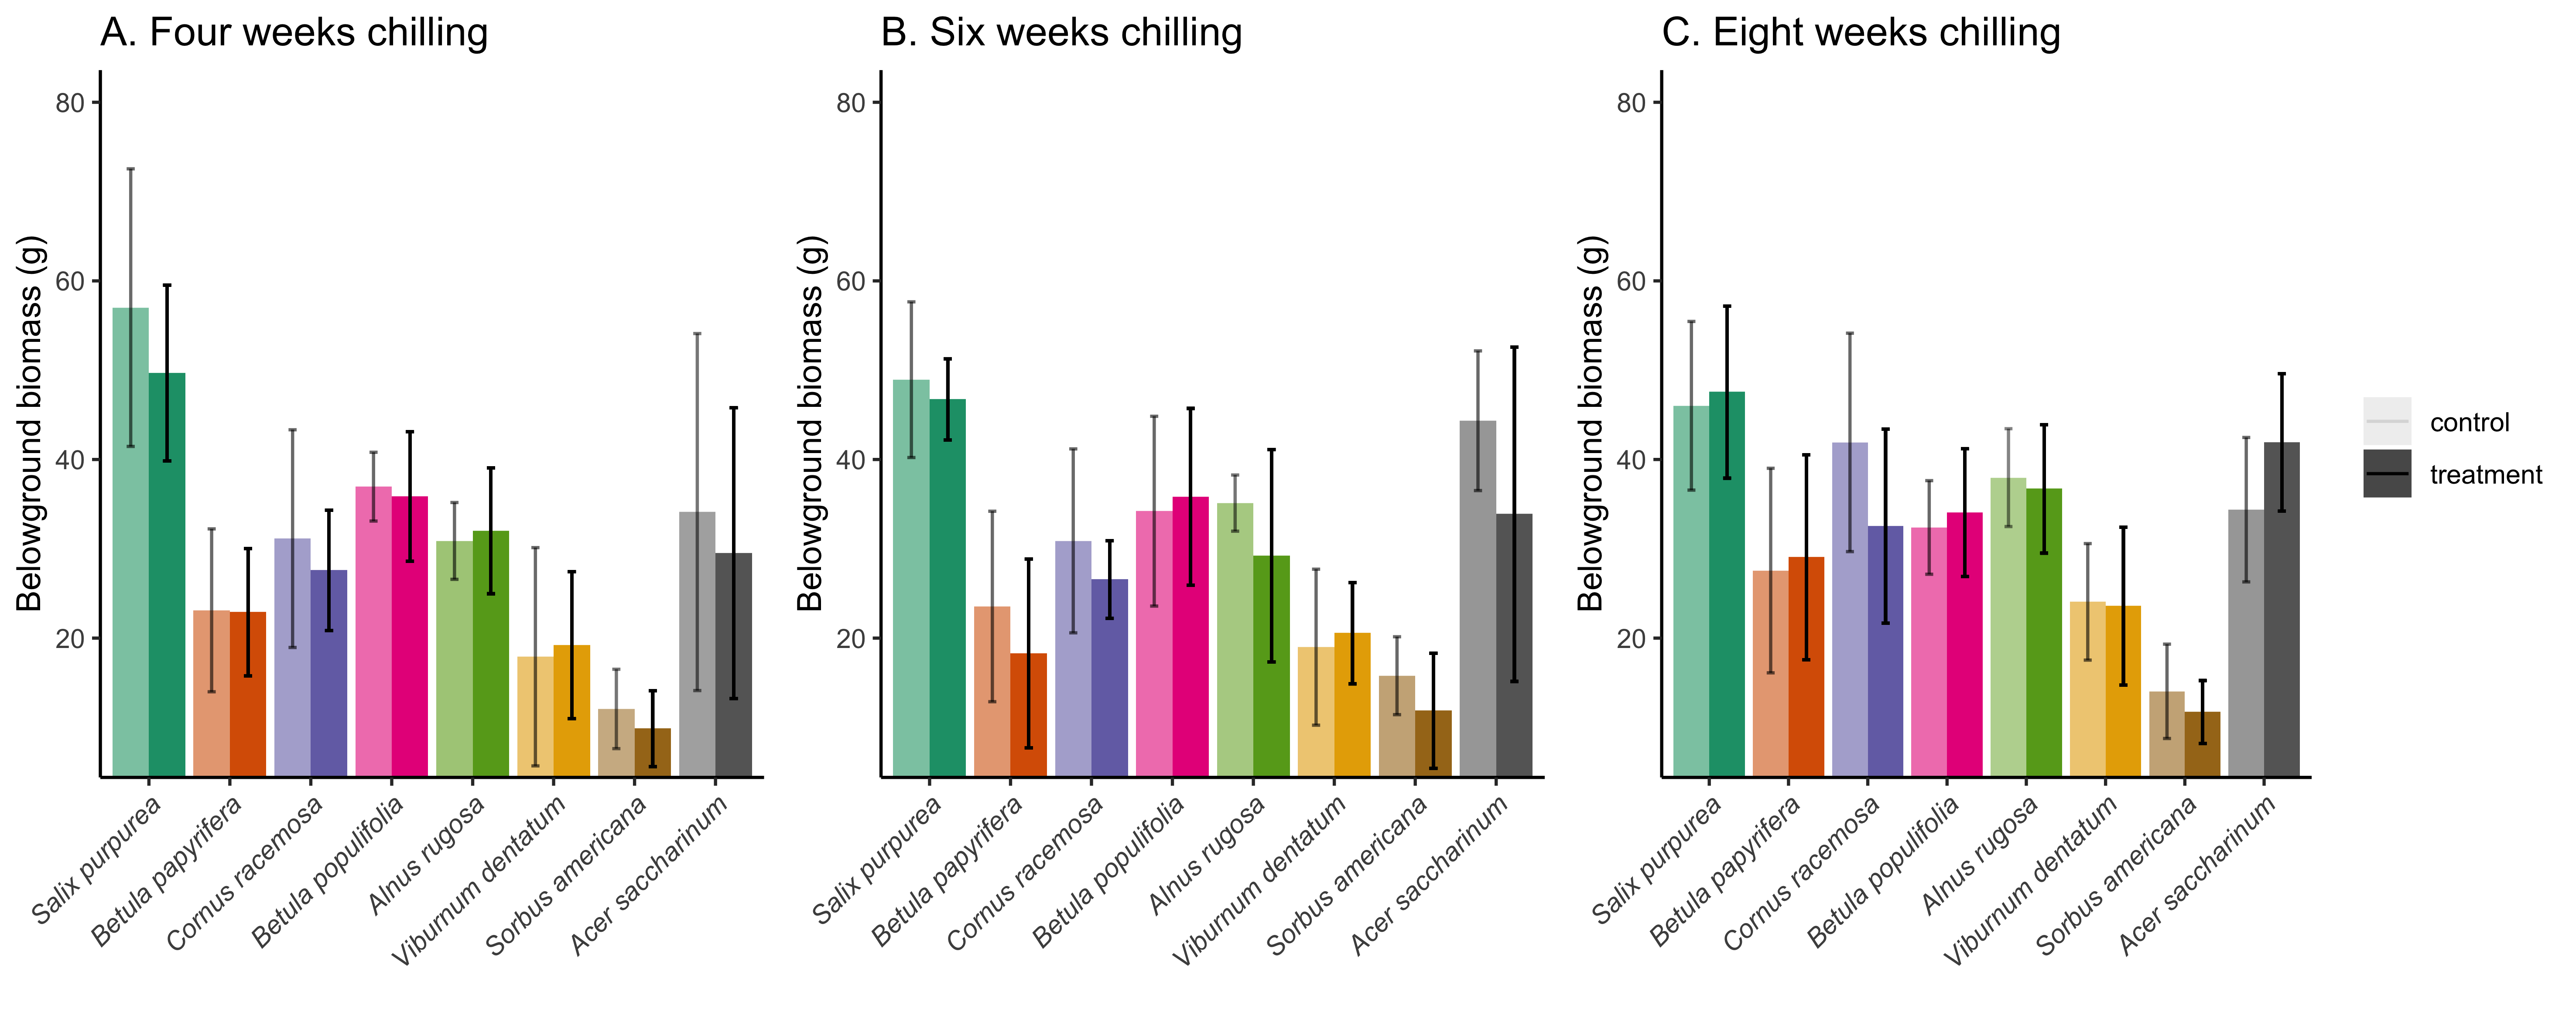 A. Four weeks chilling
Belowground biomass (g)
80
60
40
20
Salix purpurea
Betula papyrifera
Cornus racemosa
Betula populifolia
Alnus rugosa
Viburnum dentatum
Sorbus americana
Acer saccharinum
B. Six weeks chilling
Belowground biomass (g)
80
60
40
20
Salix purpurea
Betula papyrifera
Cornus racemosa
Betula populifolia
Alnus rugosa
Viburnum dentatum
Sorbus americana
Acer saccharinum
C. Eight weeks chilling
Belowground biomass (g)
80
60
40
20
Salix purpurea
Betula papyrifera
Cornus racemosa
Betula populifolia
Alnus rugosa
Viburnum dentatum
Sorbus americana
Acer saccharinum
control
treatment